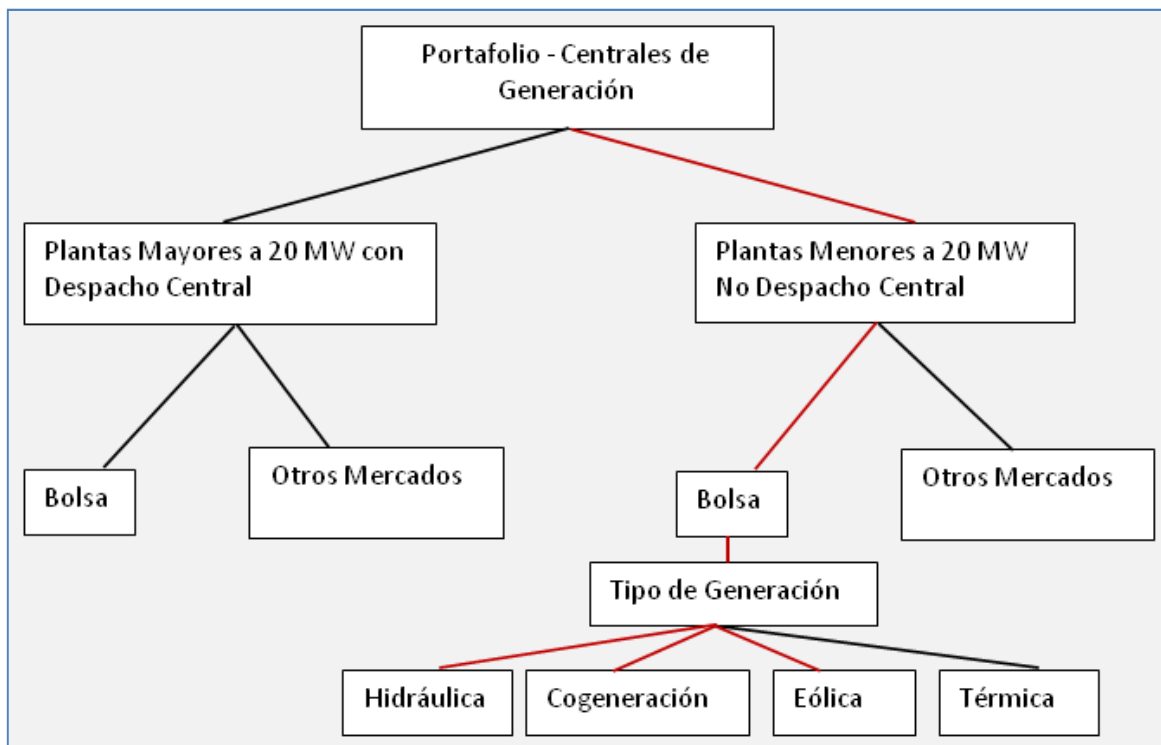 Portafolio - Centrales de
Generación
Plantas Mayores a 20 MW con
Despacho Central
Plantas Menores a 20 MW
No Despacho Central
Bolsa
Otros Mercados
Bolsa
Otros Mercados
Tipo de Generación
Hidráulica
Cogeneración
Eólica
Térmica